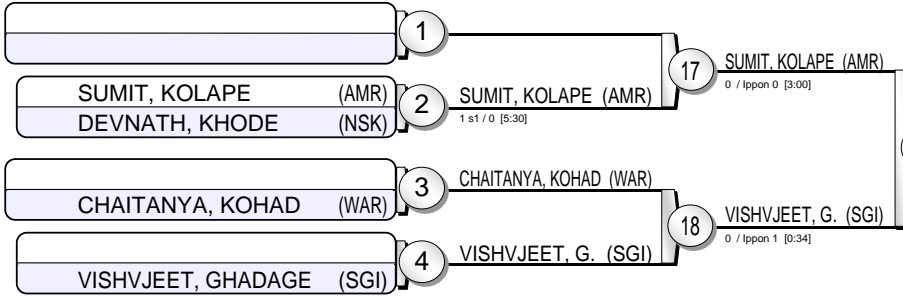 1
SUMIT, KOLAPE (AMR)
DEVNATH, KHODE (NSK)
2
SUMIT, KOLAPE (AMR)
1 s1 / 0 [5:30]
17
SUMIT, KOLAPE (AMR)
0 / Ippon 0 [3:00]
CHAITANYA, KOHAD (WAR)
3
CHAITANYA, KOHAD (WAR)
VISHVJEET, GHADAGE (SGI)
4
VISHVJEET, G. (SGI)
18
VISHVJEET, G. (SGI)
0 / Ippon 1 [0:34]